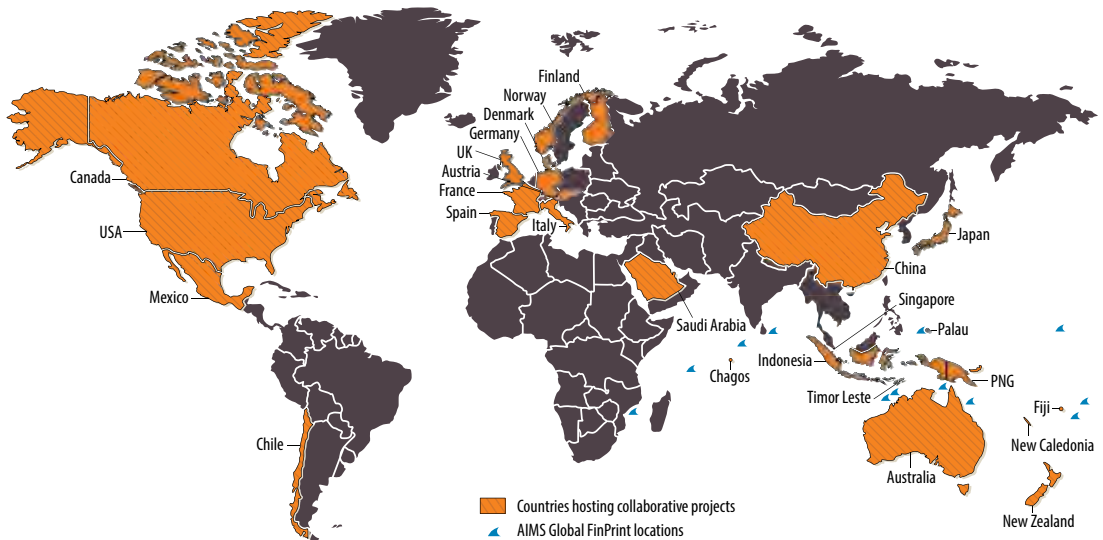 Finland
Norway
Denmark
Germany
UK
Austria
France
Spain
Italy
Canada
USA
Mexico
Chile
Saudi Arabia
Chagos
Japan
China
Singapore
Palau
Indonesia
PNG
Timor Leste
Fiji
New Caledonia
Australia
New Zealand
Countries hosting collaborative projects
AIMS Global FinPrint locations